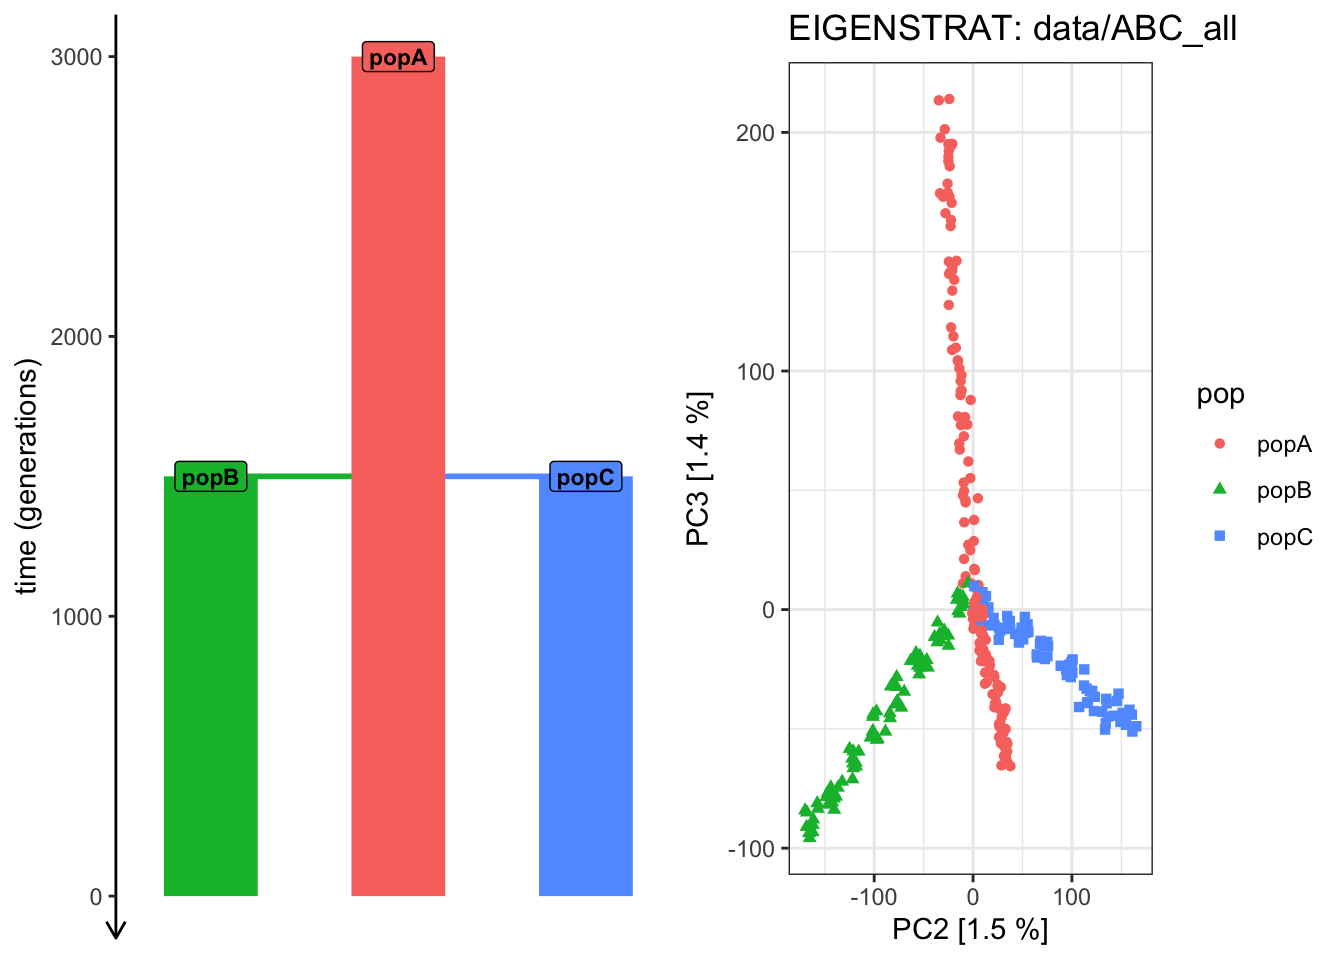 time (generations)
3000
2000
1000
0
popA
popB
popC
EIGENSTRAT: data/ABC_all
PC3 [1.4 %]
200
100
0
-100
-100 0 100
PC2 [1.5 %]
pop
popA
popB
popC